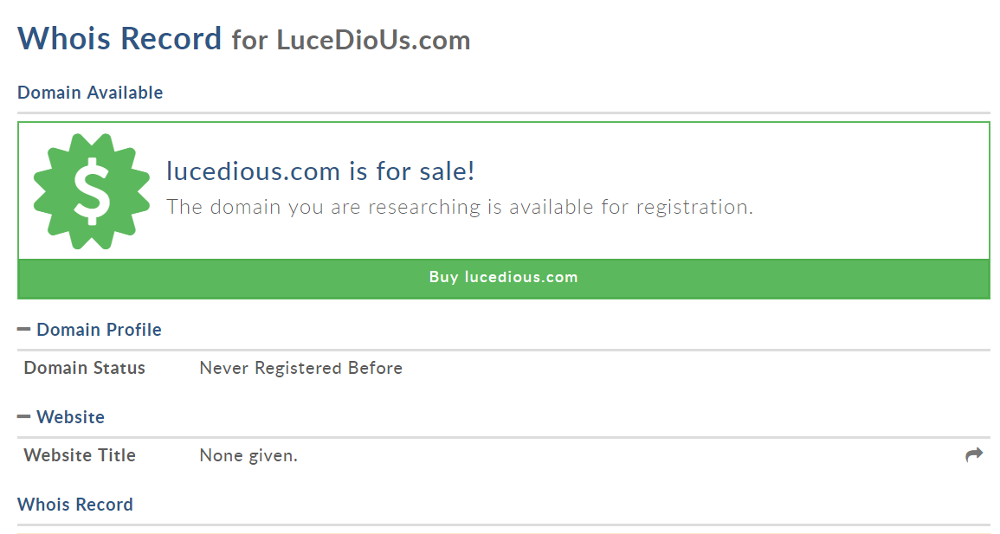 Whois Record for LuceDioUs.com
Domain Available
$
lucedious.com is for sale!
The domain you are researching is available for registration.
Buy lucedious.com
Domain Profile
Domain Status Never Registered Before
Website
Website Title None given.
Whois Record